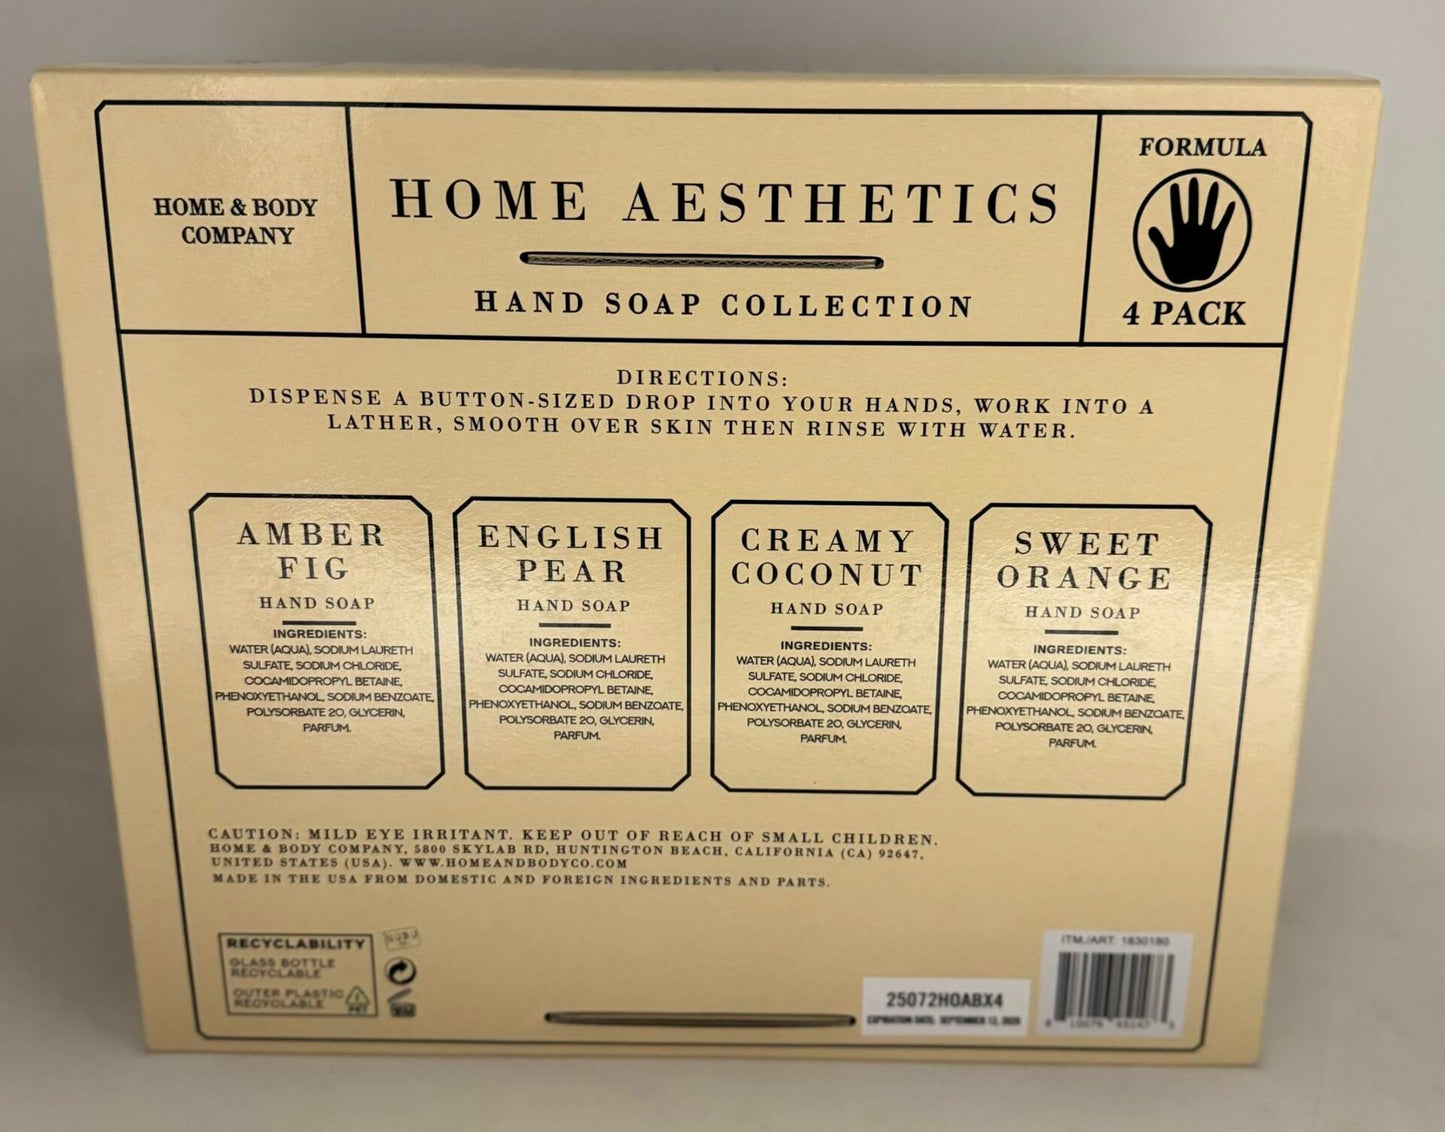 HOME & BODY
COMPANY
HOME AESTHETICS
HAND SOAP COLLECTION
FORMULA
4 PACK
DIRECTIONS:
DISPENSE A BUTTON-SIZED DROP INTO YOUR HANDS, WORK INTO A
LATHER, SMOOTH OVER SKIN THEN RINSE WITH WATER.
AMBER
FIG
HAND SOAP
INGREDIENTS:
WATER (AQUA), SODIUM LAURETH
SULFATE, SODIUM CHLORIDE,
COCAMIDOPROPYL BETAINE,
PHENOXYETHANOL, SODIUM BENZOATE,
POLYSORBATE 20, GLYCERIN,
PARFUM.
ENGLISH
PEAR
HAND SOAP
INGREDIENTS:
WATER (AQUA), SODIUM LAURETH
SULFATE, SODIUM CHLORIDE,
COCAMIDOPROPYL BETAINE,
PHENOXYETHANOL, SODIUM BENZOATE,
POLYSORBATE 20, GLYCERIN,
PARFUM.
CREAMY
COCONUT
HAND SOAP
INGREDIENTS:
WATER (AQUA), SODIUM LAURETH
SULFATE, SODIUM CHLORIDE,
COCAMIDOPROPYL BETAINE,
PHENOXYETHANOL, SODIUM BENZOATE,
POLYSORBATE 20, GLYCERIN,
PARFUM.
SWEET
ORANGE
HAND SOAP
INGREDIENTS:
WATER (AQUA), SODIUM LAURETH
SULFATE, SODIUM CHLORIDE,
COCAMIDOPROPYL BETAINE,
PHENOXYETHANOL, SODIUM BENZOATE,
POLYSORBATE 20, GLYCERIN,
PARFUM.
CAUTION: MILD EYE IRRITANT. KEEP OUT OF REACH OF SMALL CHILDREN.
HOME & BODY COMPANY, 5800 SKYLAB RD, HUNTINGTON BEACH, CALIFORNIA (CA) 92647,
UNITED STATES (USA). WWW.HOMEANDBODYCO.COM
MADE IN THE USA FROM DOMESTIC AND FOREIGN INGREDIENTS AND PARTS.
RECYCLABILITY
GLASS BOTTLE
RECYCLABLE
OUTER PLASTIC
RECYCLABLE
1
PET
25072H0ABX4
EXPIRATION DATE: SEPTEMBER 12,
ITM./ART. 1830180